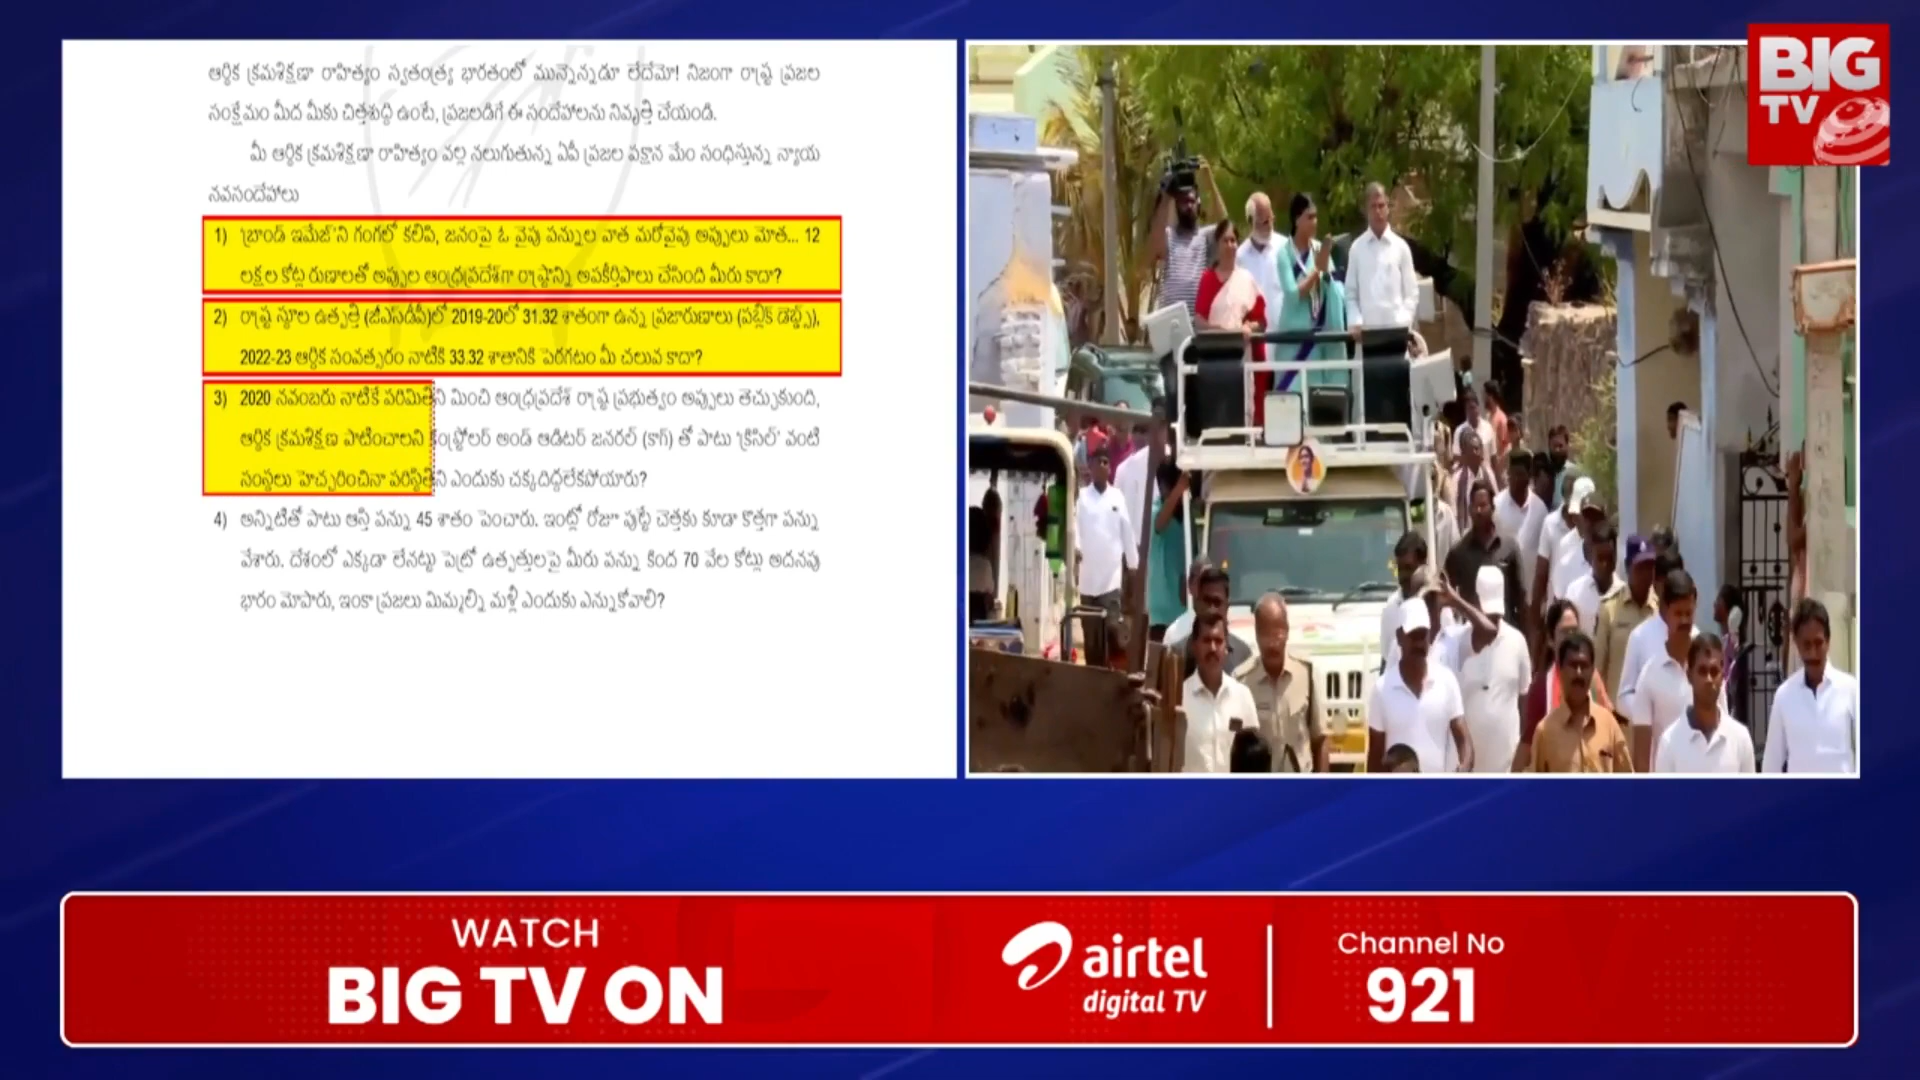 ఆర్థిక క్రమశిక్షణా రాహిత్యం స్వతంత్ర్య భారతంలో మున్నెన్నడూ లేదేమో! నిజంగా రాష్ట్ర ప్రజల
సంక్షేమం మీద మీకు చిత్తశుద్ధి ఉంటే, ప్రజలడిగే ఈ సందేహాలను నివృత్తి చేయండి.
మీ ఆర్థిక క్రమశిక్షణా రాహిత్యం వల్ల నలుగుతున్న ఏపీ ప్రజల పక్షాన మేం సంధిస్తున్న న్యాయ
నవసందేహాలు
1) 'బ్రాండ్ ఇమేజ్'ని గంగలో కలిపి, జనంపై ఓ వైపు పన్నుల వాత మరోవైపు అప్పులు మోత... 12
లక్షల కోట్ల రుణాలతో అప్పుల ఆంధ్రప్రదేశ్‌గా రాష్ట్రాన్ని అపకీర్తిపాలు చేసింది మీరు కాదా?
2) రాష్ట్ర స్థూల ఉత్పత్తి (జీఎస్‌డీపీ)లో 2019-20లో 31.32 శాతంగా ఉన్న ప్రజారుణాలు (పబ్లిక్ డెబ్ట్స్),
2022-23 ఆర్థిక సంవత్సరం నాటికి 33.32 శాతానికి పెరగటం మీ చలువ కాదా?
3) 2020 నవంబరు నాటికే పరిమితిని మించి ఆంధ్రప్రదేశ్ రాష్ట్ర ప్రభుత్వం అప్పులు తెచ్చుకుంది,
ఆర్థిక క్రమశిక్షణ పాటించాలని కంప్ట్రోలర్ అండ్ ఆడిటర్ జనరల్ (కాగ్) తో పాటు 'క్రిసిల్' వంటి
సంస్థలు హెచ్చరించినా పరిస్థితిని ఎందుకు చక్కదిద్దలేకపోయారు?
4) అన్నిటితో పాటు ఆస్తి పన్ను 45 శాతం పెంచారు. ఇంట్లో రోజూ పుట్టే చెత్తకు కూడా కొత్తగా పన్ను
వేశారు. దేశంలో ఎక్కడా లేనట్టు పెట్రో ఉత్పత్తులపై మీరు పన్ను కింద 70 వేల కోట్లు అదనపు
భారం మోపారు, ఇంకా ప్రజలు మిమ్మల్ని మళ్లీ ఎందుకు ఎన్నుకోవాలి?
BIG
TV
WATCH
BIG TV ON
airtel
digital TV
Channel No
921